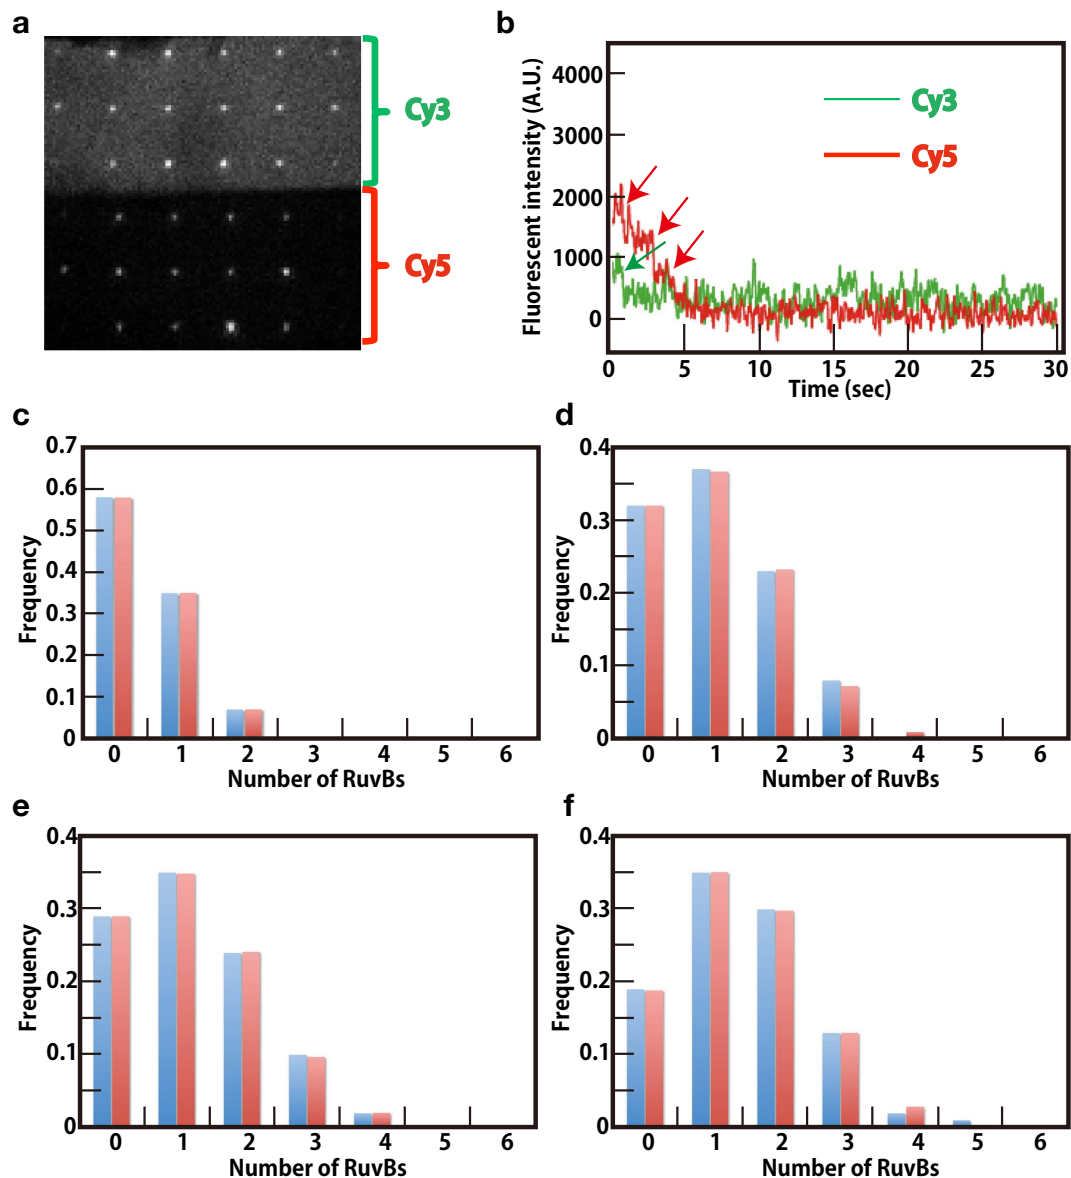 a
Cy3
Cy5
b
Fluorescent intensity (A.U.)
4000
3000
2000
1000
0
Cy3
Cy5
0 5 10 15 20 25 30
Time (sec)
c
Frequency
0.7
0.6
0.5
0.4
0.3
0.2
0.1
0
0 1 2 3 4 5 6
Number of RuvBs
d
Frequency
0.4
0.3
0.2
0.1
0
0 1 2 3 4 5 6
Number of RuvBs
e
Frequency
0.4
0.3
0.2
0.1
0
0 1 2 3 4 5 6
Number of RuvBs
f
Frequency
0.4
0.3
0.2
0.1
0
0 1 2 3 4 5 6
Number of RuvBs